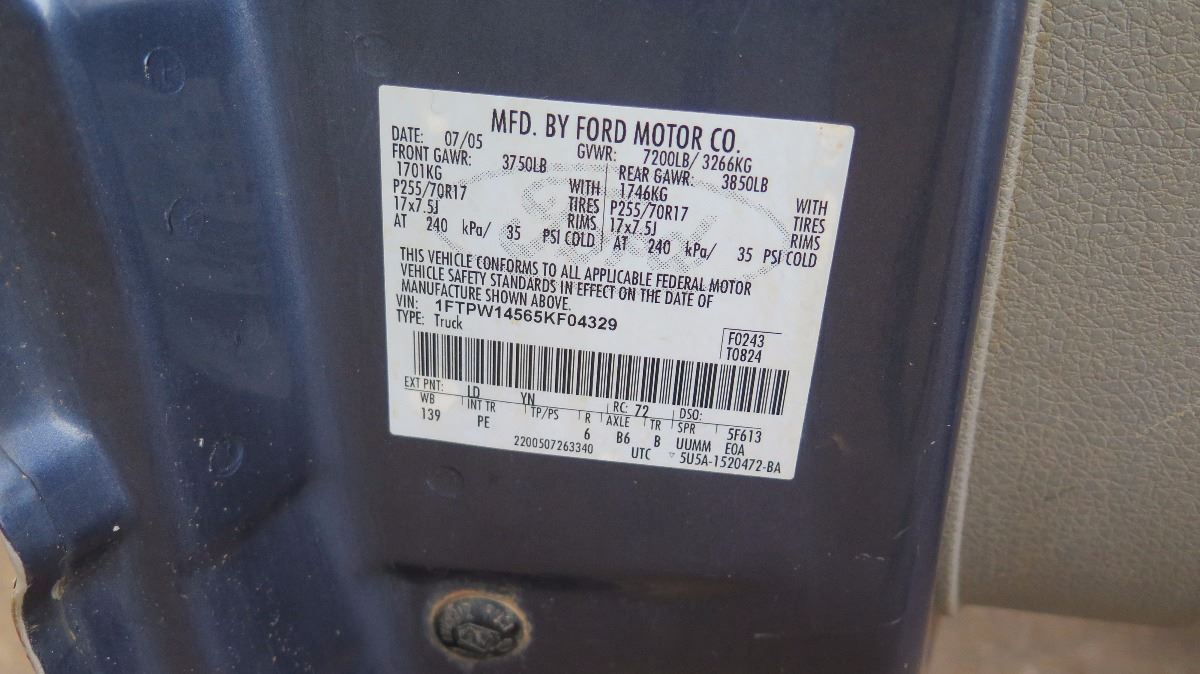 MFD. BY FORD MOTOR CO.
DATE: 07/05 GVWR: 7200LB/ 3266KG
FRONT GAWR: 3750LB REAR GAWR: 3850LB
1701KG WITH 1746KG WITH
P255/70R17 TIRES P255/70R17 TIRES
17x7.5J RIMS 17x7.5J RIMS
AT 240 kPa/ 35 PSI COLD AT 240 kPa/ 35 PSI COLD
THIS VEHICLE CONFORMS TO ALL APPLICABLE FEDERAL MOTOR
VEHICLE SAFETY STANDARDS IN EFFECT ON THE DATE OF
MANUFACTURE SHOWN ABOVE.
VIN: 1FTPW14565KF04329
TYPE: Truck
F0243
T0824
EXT PNT: LD YN RC: 72 DSO:
WB INT TR TP/PS R AXLE TR SPR 5F613
139 PE 6 B6 B UUMM EOA
2200507263340 UTC ▽ 5U5A-1520472-BA